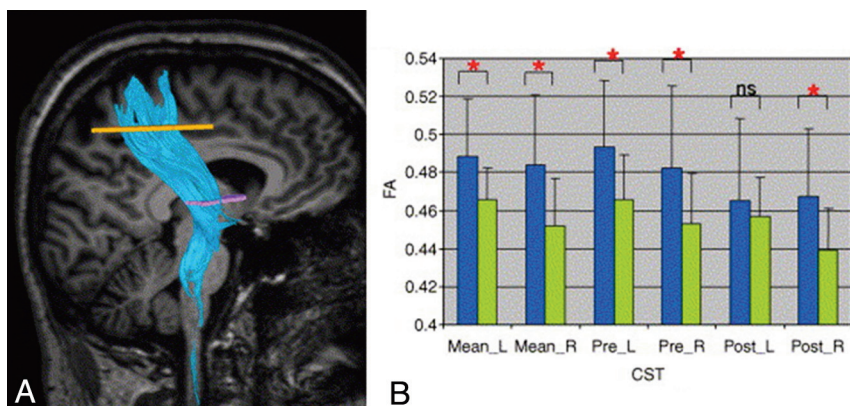 A
B
0.54
0.52
0.5
0.48
0.46
0.44
0.42
0.4
FA
* * * * ns *
Mean_L Mean_R Pre_L Pre_R Post_L Post_R
CST